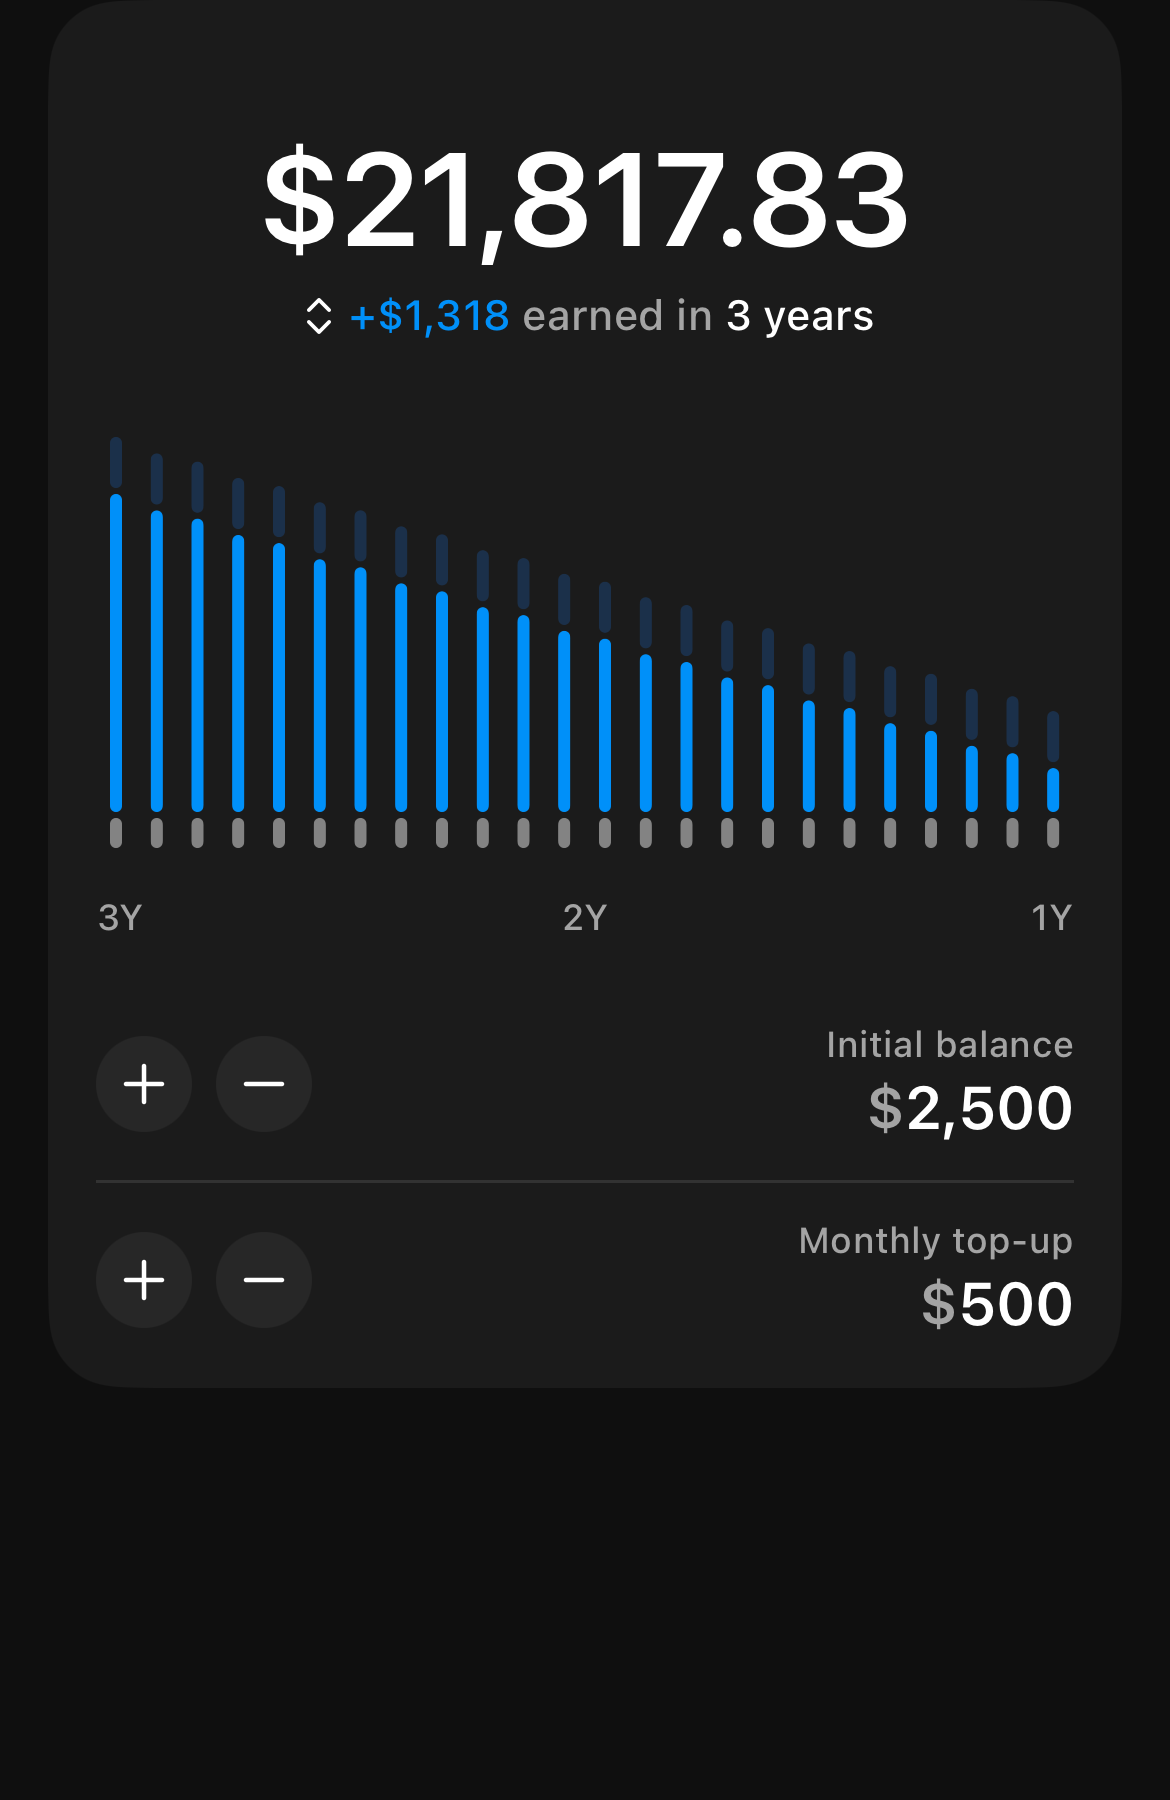 $21,817.83
+$1,318 earned in 3 years
3Y 2Y 1Y
Initial balance
$2,500
Monthly top-up
$500